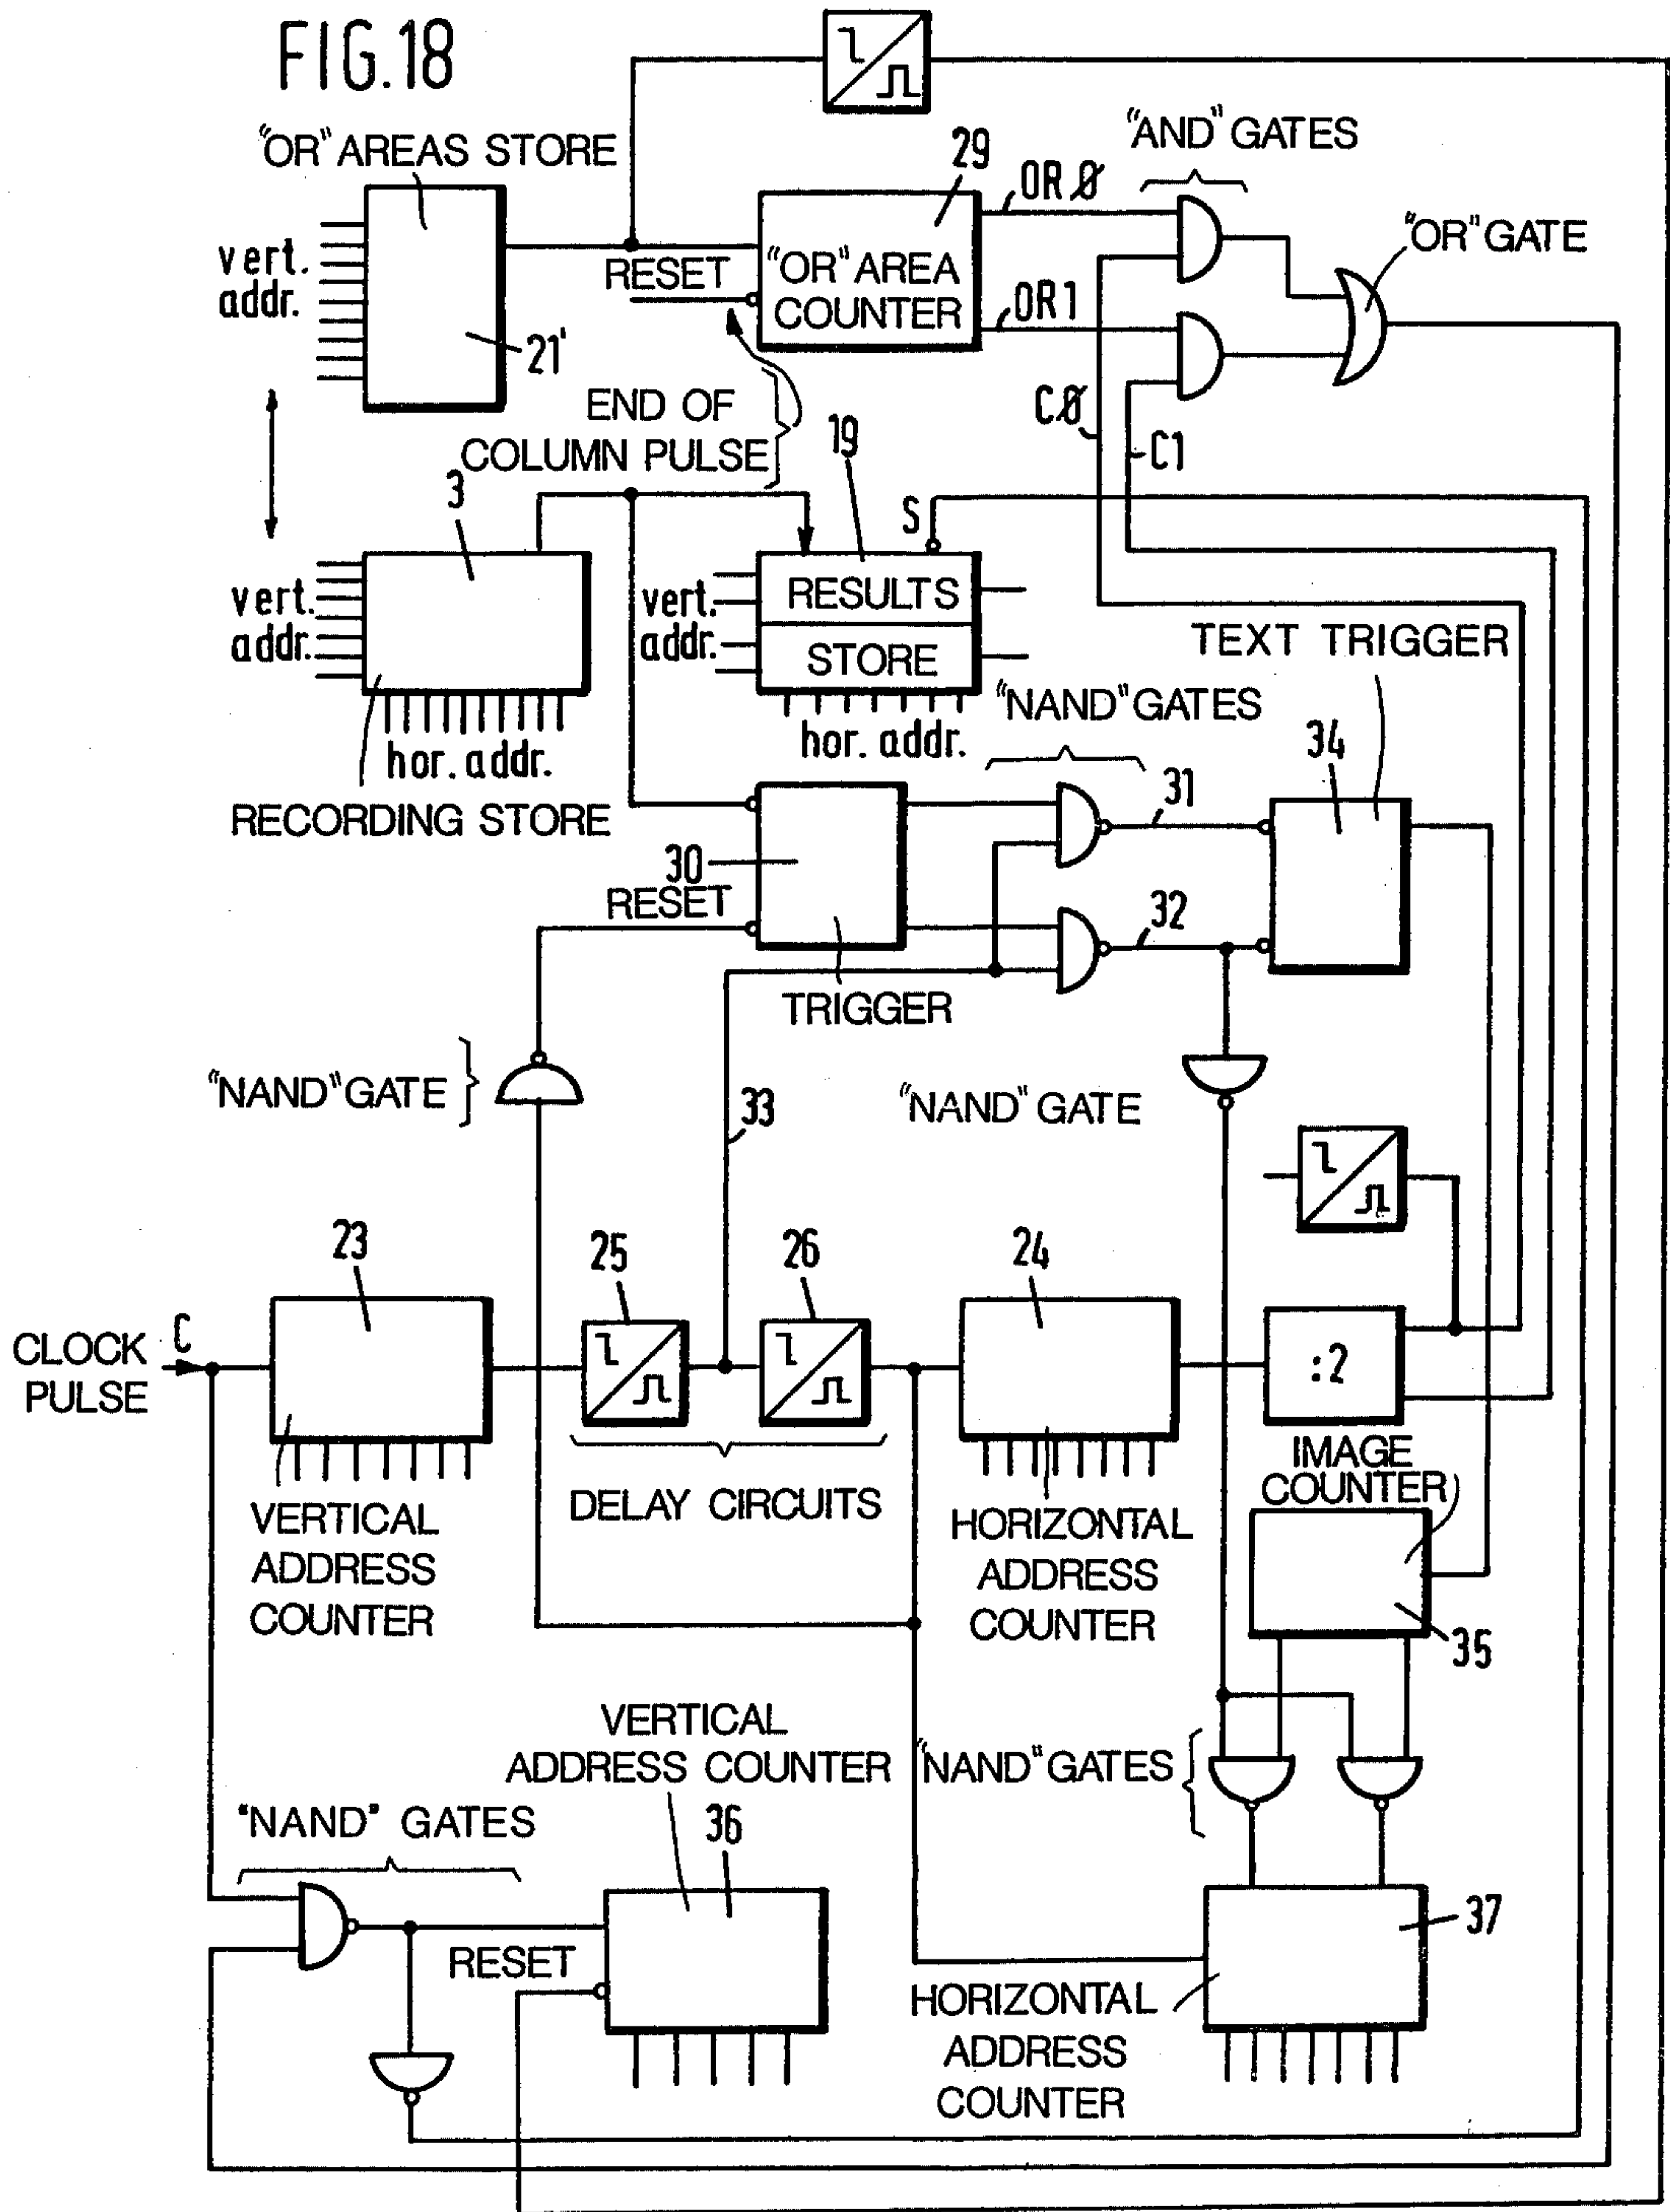 FIG.18
"OR" AREAS STORE
vert.
addr.
21'
RESET
29
"OR" AREA
COUNTER
OR Ø
OR 1
"AND" GATES
"OR" GATE
END OF
COLUMN PULSE
CØ
C1
3
vert.
addr.
hor. addr.
RECORDING STORE
19
S
vert.
addr.
RESULTS
STORE
hor. addr.
TEXT TRIGGER
"NAND" GATES
30
RESET
TRIGGER
31
32
34
"NAND" GATE
33
"NAND" GATE
CLOCK
PULSE
C
23
VERTICAL
ADDRESS
COUNTER
25
26
DELAY CIRCUITS
24
HORIZONTAL
ADDRESS
COUNTER
:2
IMAGE
COUNTER
35
VERTICAL
ADDRESS COUNTER
"NAND" GATES
"NAND" GATES
36
RESET
37
HORIZONTAL
ADDRESS
COUNTER